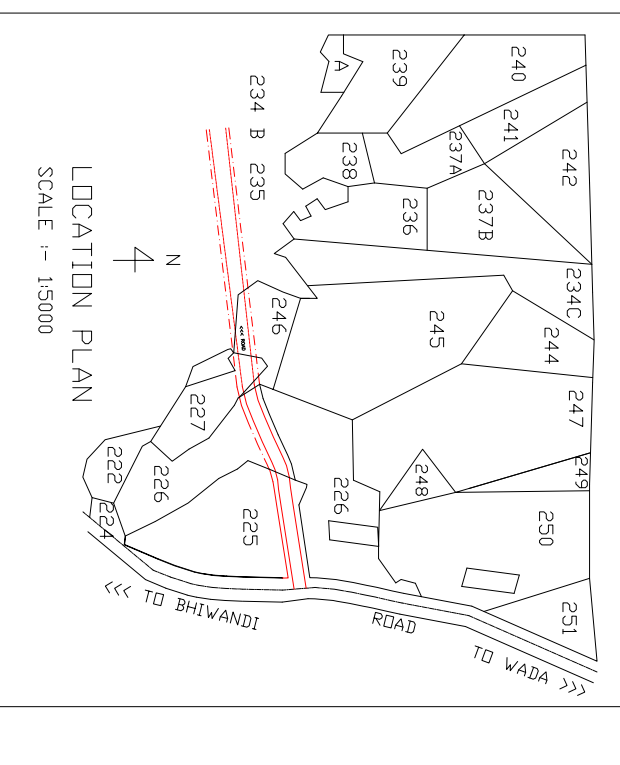 240
239
A
241
242
237A
238
234 B 235
237B
236
234C
N
246
245
244
<<< ROAD
247
227
249
248
222
226
226
250
224
225
251
<<< TO BHIWANDI
ROAD
TO WADA >>>
LOCATION PLAN
SCALE :- 1:5000